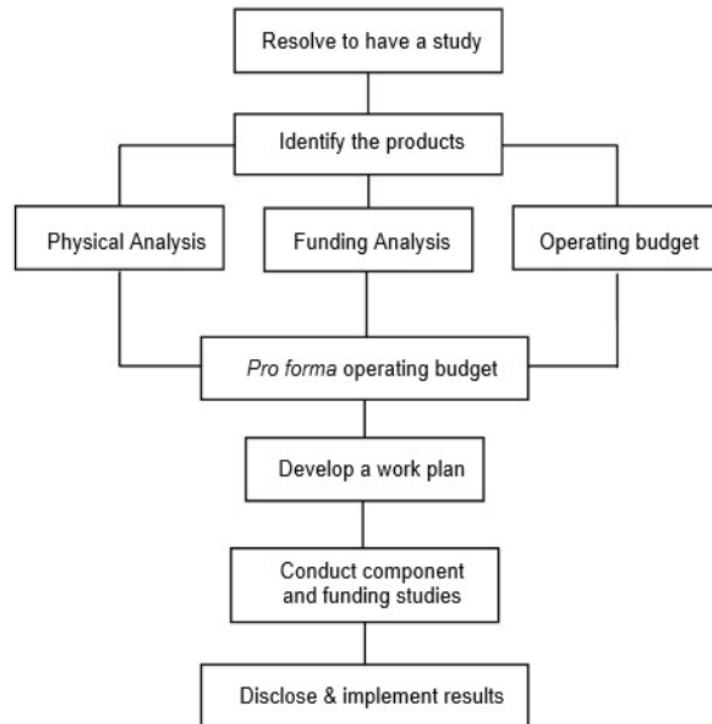 Resolve to have a study
Identify the products
Physical Analysis
Funding Analysis
Operating budget
Pro forma operating budget
Develop a work plan
Conduct component
and funding studies
Disclose & implement results